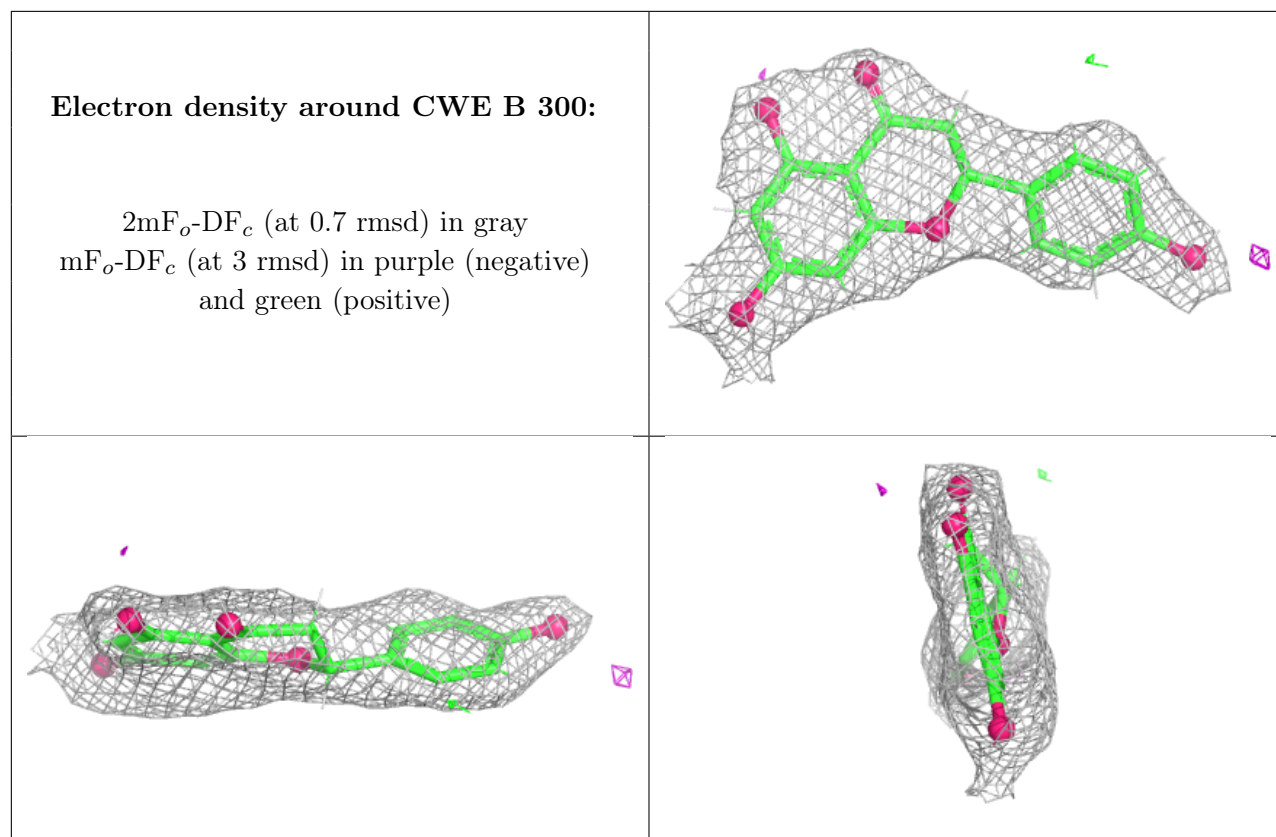 Electron density around CWE B 300:
2mFo-DFc (at 0.7 rmsd) in gray
mFo-DFc (at 3 rmsd) in purple (negative)
and green (positive)